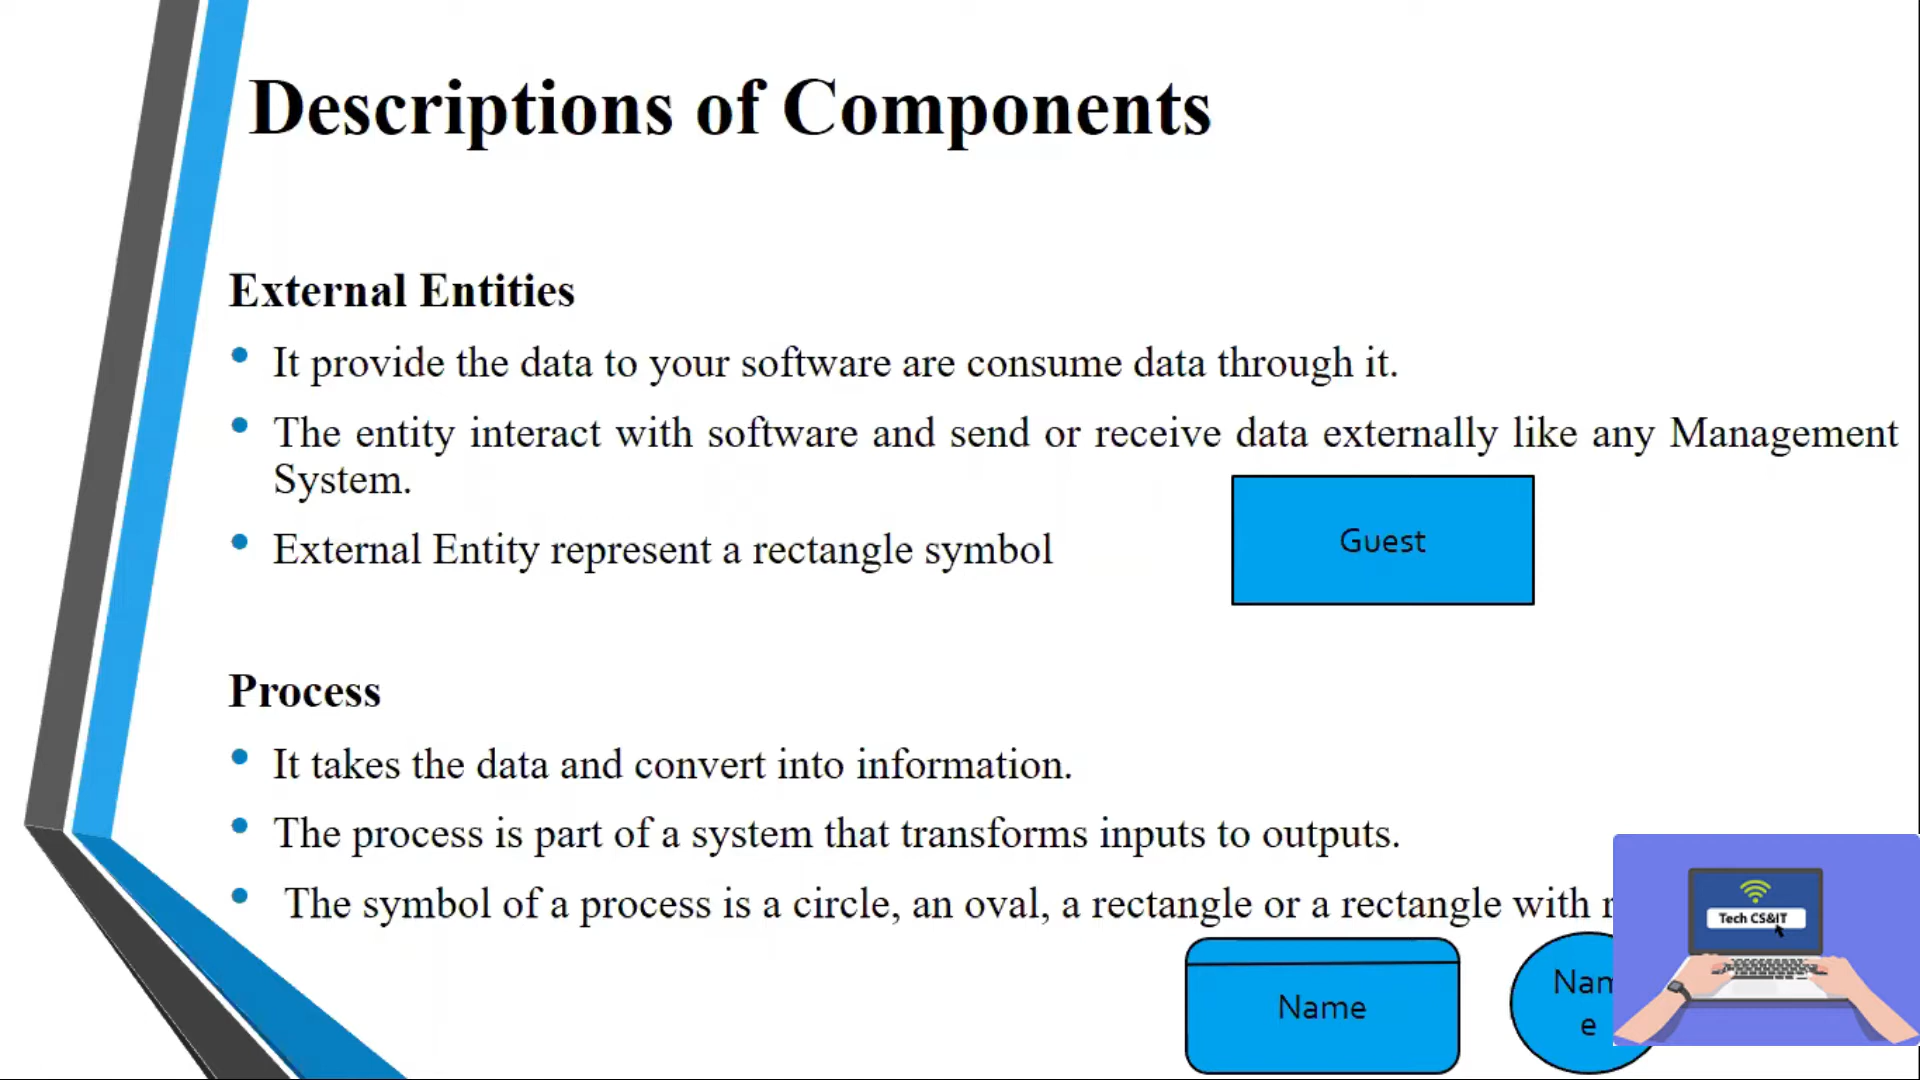 Descriptions of Components
External Entities
It provide the data to your software are consume data through it.
The entity interact with software and send or receive data externally like any Management
System.
Guest
External Entity represent a rectangle symbol
Process
It takes the data and convert into information.
The process is part of a system that transforms inputs to outputs.
The symbol of a process is a circle, an oval, a rectangle or a rectangle with
Tech CS&IT
Name
Nam
e